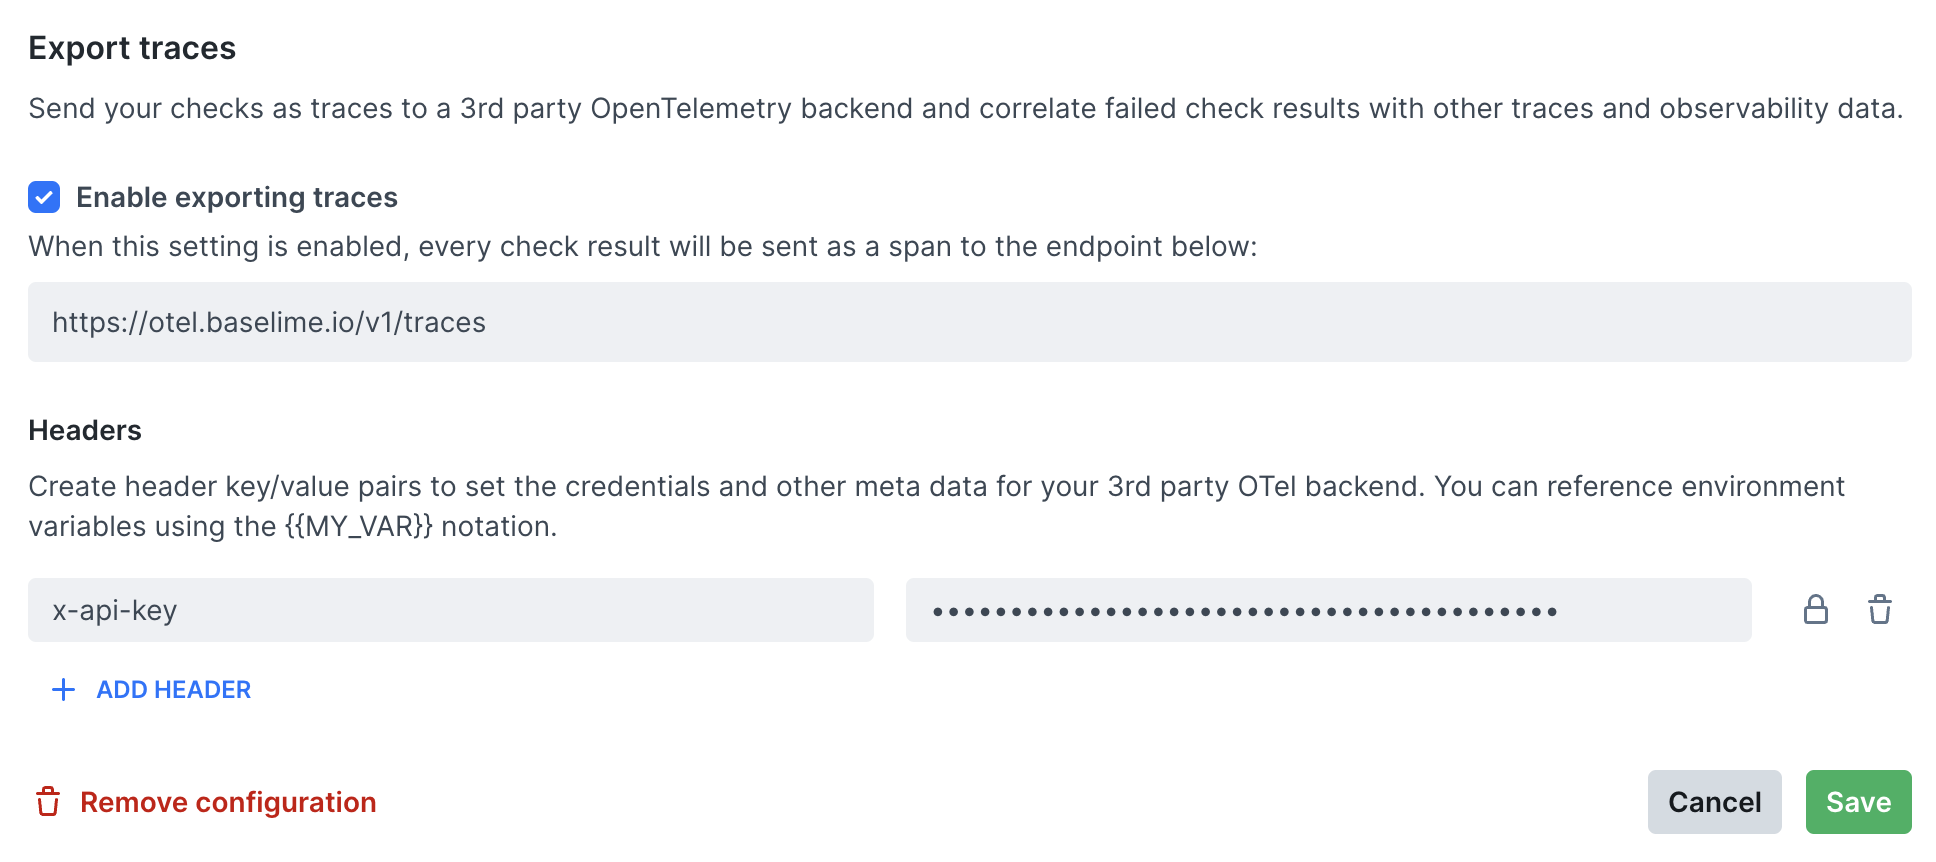 Export traces
Send your checks as traces to a 3rd party OpenTelemetry backend and correlate failed check results with other traces and observability data.
Enable exporting traces
When this setting is enabled, every check result will be sent as a span to the endpoint below:
https://otel.baselime.io/v1/traces
Headers
Create header key/value pairs to set the credentials and other meta data for your 3rd party OTel backend. You can reference environment
variables using the {{MY_VAR}} notation.
x-api-key ••••••••••••••••••••••••••••••••••••••••
ADD HEADER
Remove configuration
Cancel
Save